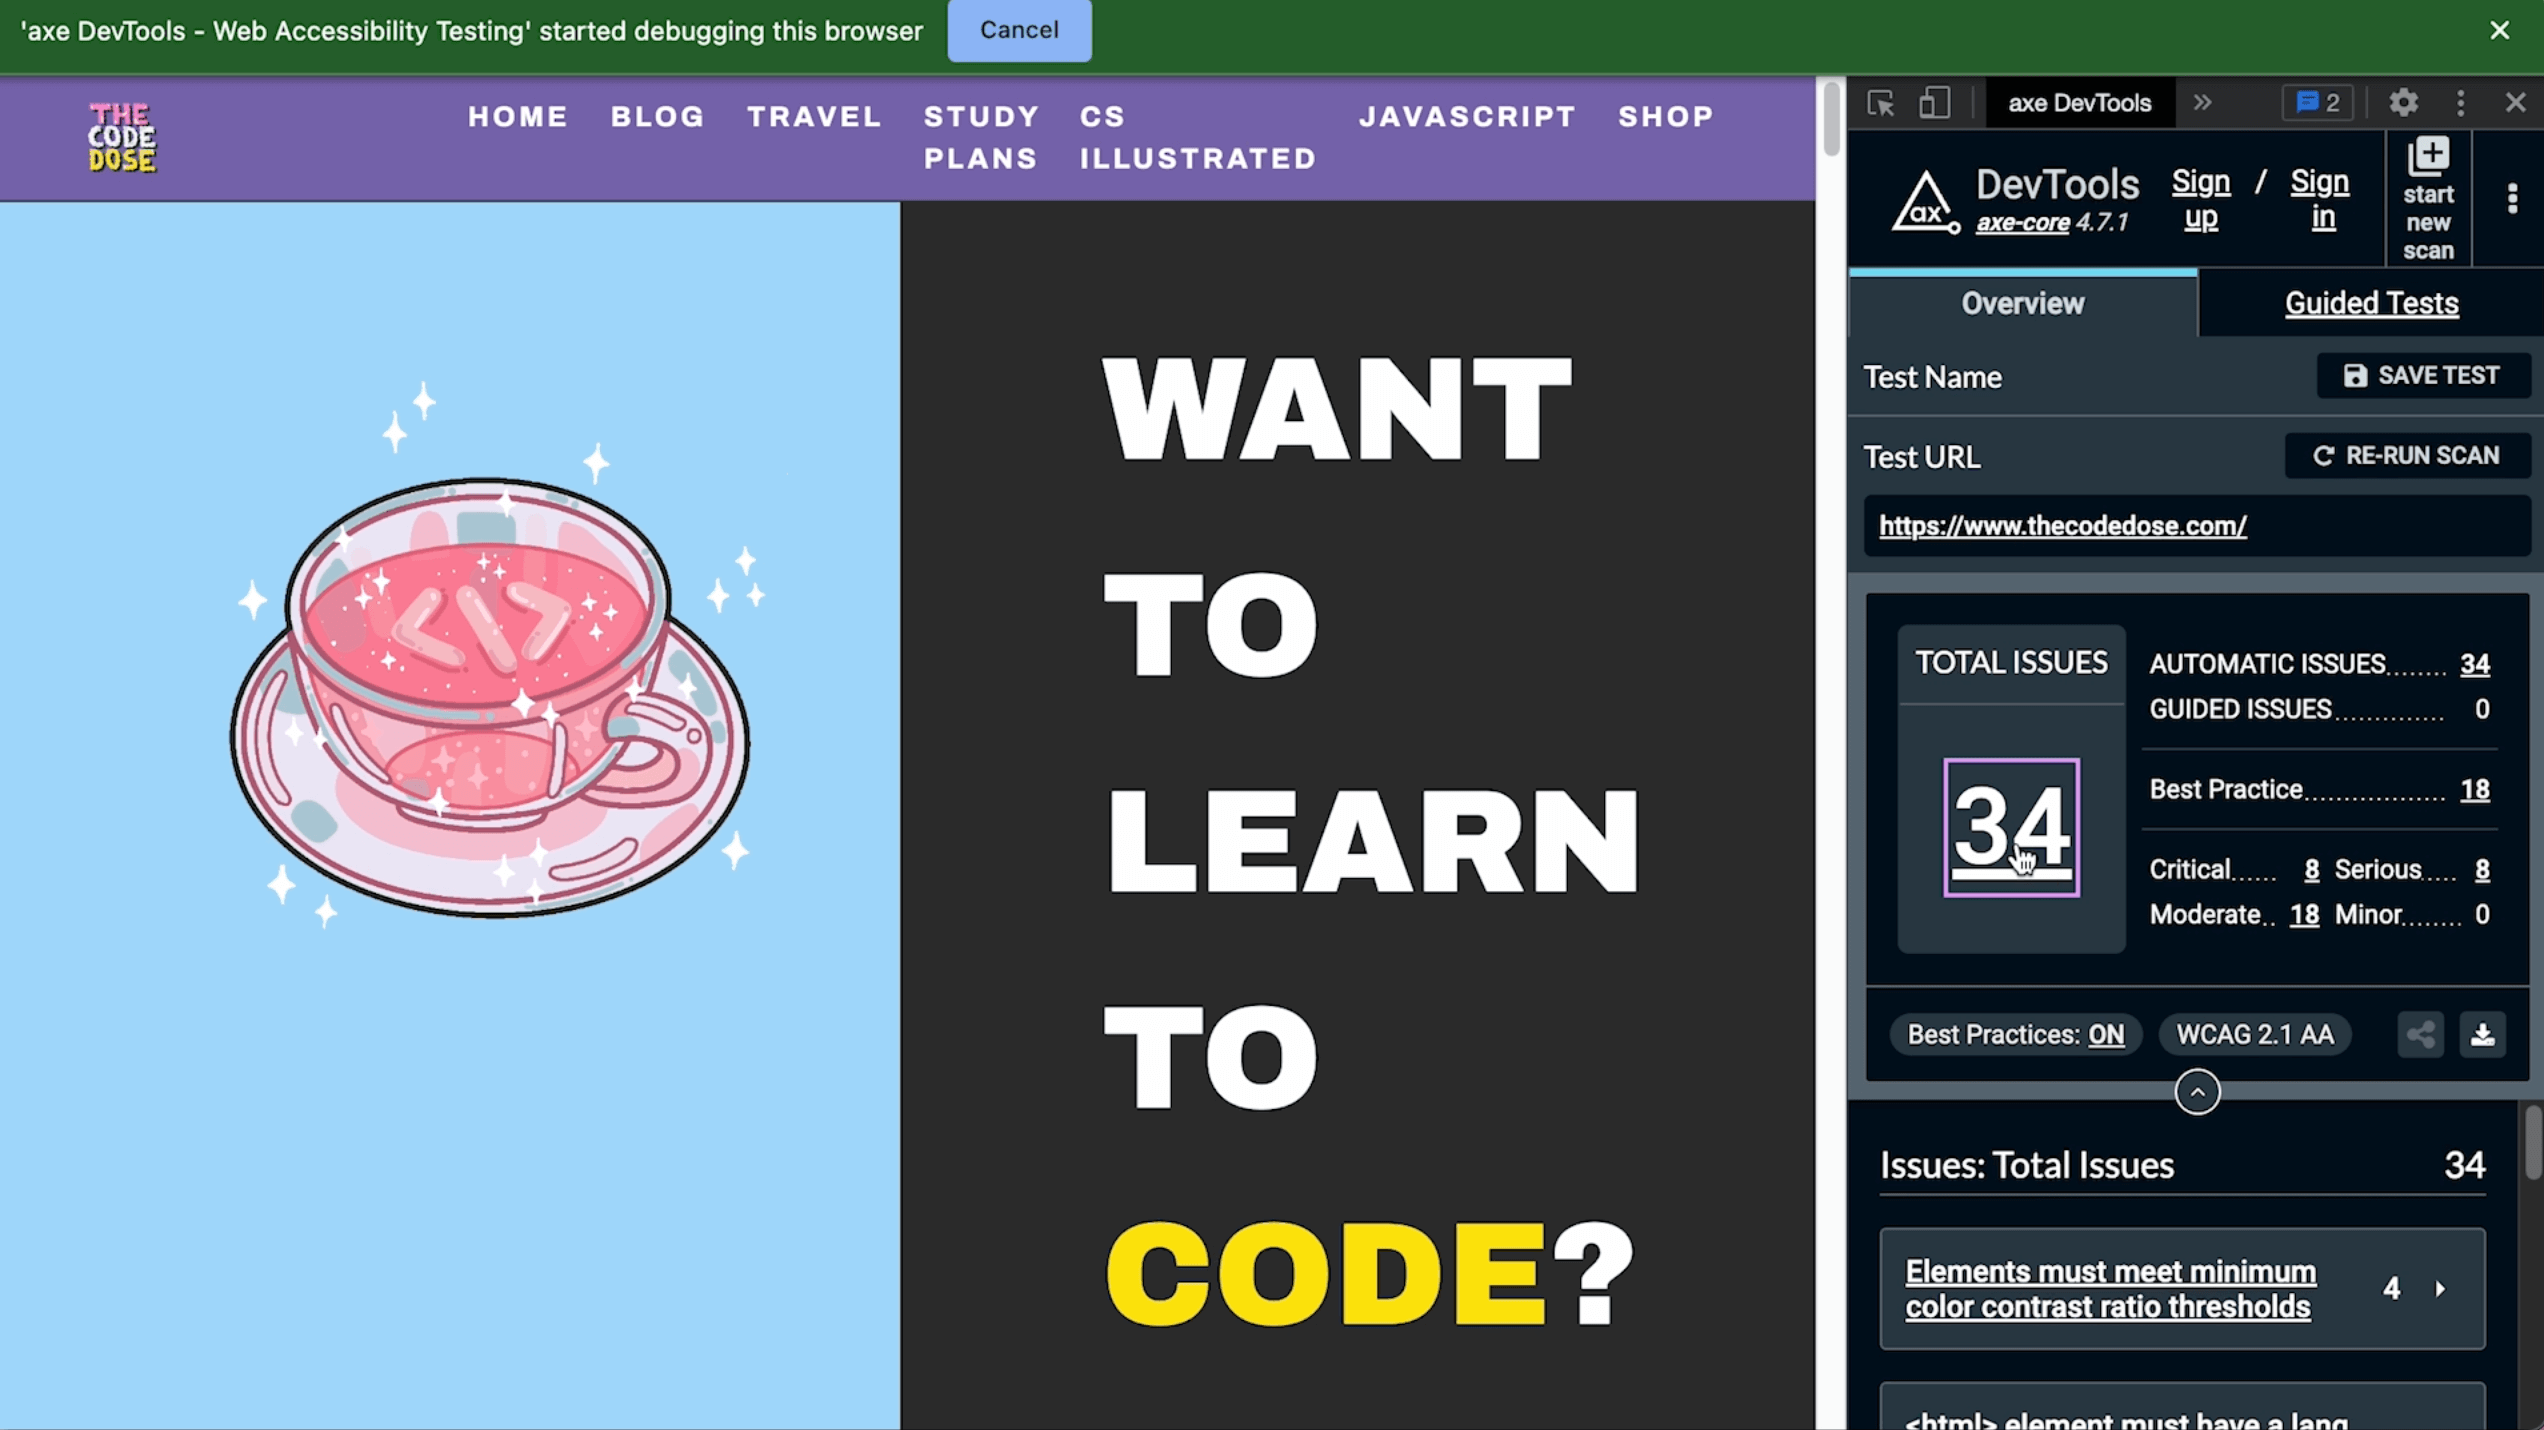 'axe DevTools - Web Accessibility Testing' started debugging this browser
Cancel
THE
CODE
DOSE
HOME
BLOG
TRAVEL
STUDY
PLANS
CS
ILLUSTRATED
JAVASCRIPT
SHOP
WANT
TO
LEARN
TO
CODE?
axe DevTools
2
ax
DevTools
axe-core 4.7.1
Sign
up
/
Sign
in
start
new
scan
Overview
Guided Tests
Test Name
SAVE TEST
Test URL
RE-RUN SCAN
https://www.thecodedose.com/
TOTAL ISSUES
34
AUTOMATIC ISSUES........ 34
GUIDED ISSUES.............. 0
Best Practice.................. 18
Critical...... 8 Serious..... 8
Moderate.. 18 Minor........ 0
Best Practices: ON
WCAG 2.1 AA
Issues: Total Issues 34
Elements must meet minimum
color contrast ratio thresholds
4
<html> element must have a lang